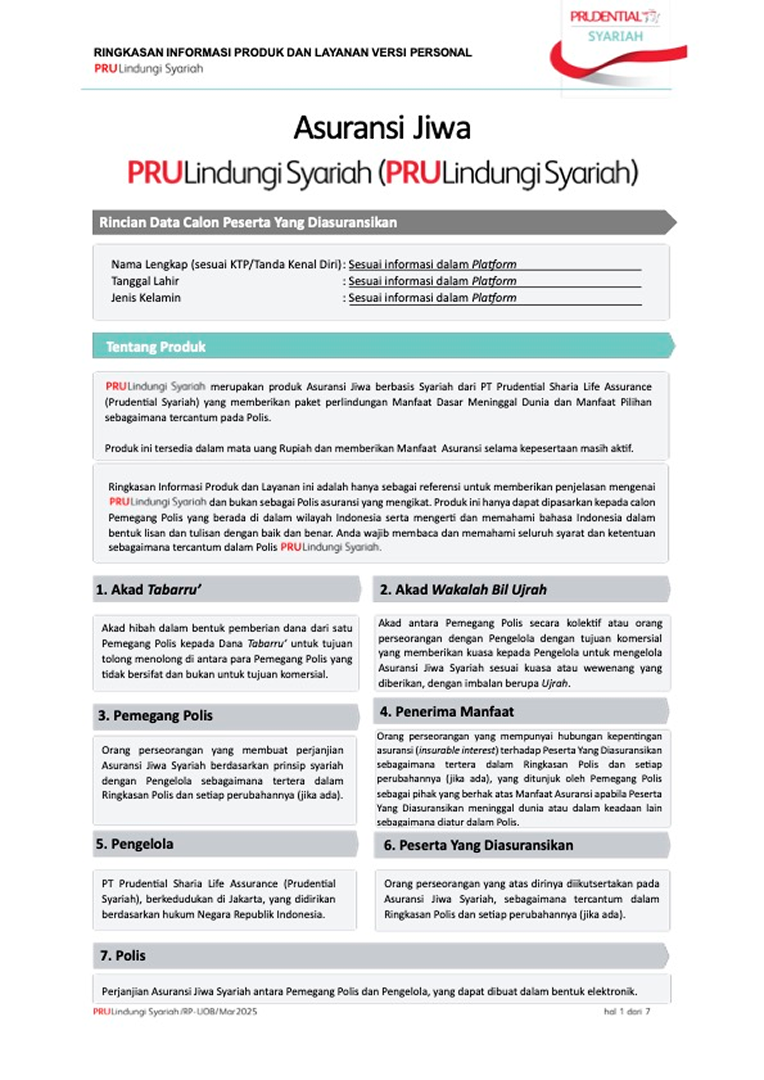 PRUDENTIAL
SYARIAH
RINGKASAN INFORMASI PRODUK DAN LAYANAN VERSI PERSONAL
PRULindungi Syariah
Asuransi Jiwa
PRULindungi Syariah (PRULindungi Syariah)
Rincian Data Calon Peserta Yang Diasuransikan
Nama Lengkap (sesuai KTP/Tanda Kenal Diri) : Sesuai informasi dalam Platform
Tanggal Lahir : Sesuai informasi dalam Platform
Jenis Kelamin : Sesuai informasi dalam Platform
Tentang Produk
PRULindungi Syariah merupakan produk Asuransi Jiwa berbasis Syariah dari PT Prudential Sharia Life Assurance
(Prudential Syariah) yang memberikan paket perlindungan Manfaat Dasar Meninggal Dunia dan Manfaat Pilihan
sebagaimana tercantum pada Polis.
Produk ini tersedia dalam mata uang Rupiah dan memberikan Manfaat Asuransi selama kepesertaan masih aktif.
Ringkasan Informasi Produk dan Layanan ini adalah hanya sebagai referensi untuk memberikan penjelasan mengenai
PRULindungi Syariah dan bukan sebagai Polis asuransi yang mengikat. Produk ini hanya dapat dipasarkan kepada calon
Pemegang Polis yang berada di dalam wilayah Indonesia serta mengerti dan memahami bahasa Indonesia dalam
bentuk lisan dan tulisan dengan baik dan benar. Anda wajib membaca dan memahami seluruh syarat dan ketentuan
sebagaimana tercantum dalam Polis PRULindungi Syariah.
1. Akad Tabarru’
Akad hibah dalam bentuk pemberian dana dari satu
Pemegang Polis kepada Dana Tabarru’ untuk tujuan
tolong menolong di antara para Pemegang Polis yang
tidak bersifat dan bukan untuk tujuan komersial.
2. Akad Wakalah Bil Ujrah
Akad antara Pemegang Polis secara kolektif atau orang
perseorangan dengan Pengelola dengan tujuan komersial
yang memberikan kuasa kepada Pengelola untuk mengelola
Asuransi Jiwa Syariah sesuai kuasa atau wewenang yang
diberikan, dengan imbalan berupa Ujrah.
3. Pemegang Polis
Orang perseorangan yang membuat perjanjian
Asuransi Jiwa Syariah berdasarkan prinsip syariah
dengan Pengelola sebagaimana tertera dalam
Ringkasan Polis dan setiap perubahannya (jika ada).
4. Penerima Manfaat
Orang perseorangan yang mempunyai hubungan kepentingan
asuransi (insurable interest) terhadap Peserta Yang Diasuransikan
sebagaimana tertera dalam Ringkasan Polis dan setiap
perubahannya (jika ada), yang ditunjuk oleh Pemegang Polis
sebagai pihak yang berhak atas Manfaat Asuransi apabila Peserta
Yang Diasuransikan meninggal dunia atau dalam keadaan lain
sebagaimana diatur dalam Polis.
5. Pengelola
PT Prudential Sharia Life Assurance (Prudential
Syariah), berkedudukan di Jakarta, yang didirikan
berdasarkan hukum Negara Republik Indonesia.
6. Peserta Yang Diasuransikan
Orang perseorangan yang atas dirinya diikutsertakan pada
Asuransi Jiwa Syariah, sebagaimana tercantum dalam
Ringkasan Polis dan setiap perubahannya (jika ada).
7. Polis
Perjanjian Asuransi Jiwa Syariah antara Pemegang Polis dan Pengelola, yang dapat dibuat dalam bentuk elektronik.
PRULindungi Syariah /RP-UOB/Mar2025
hal 1 dari 7